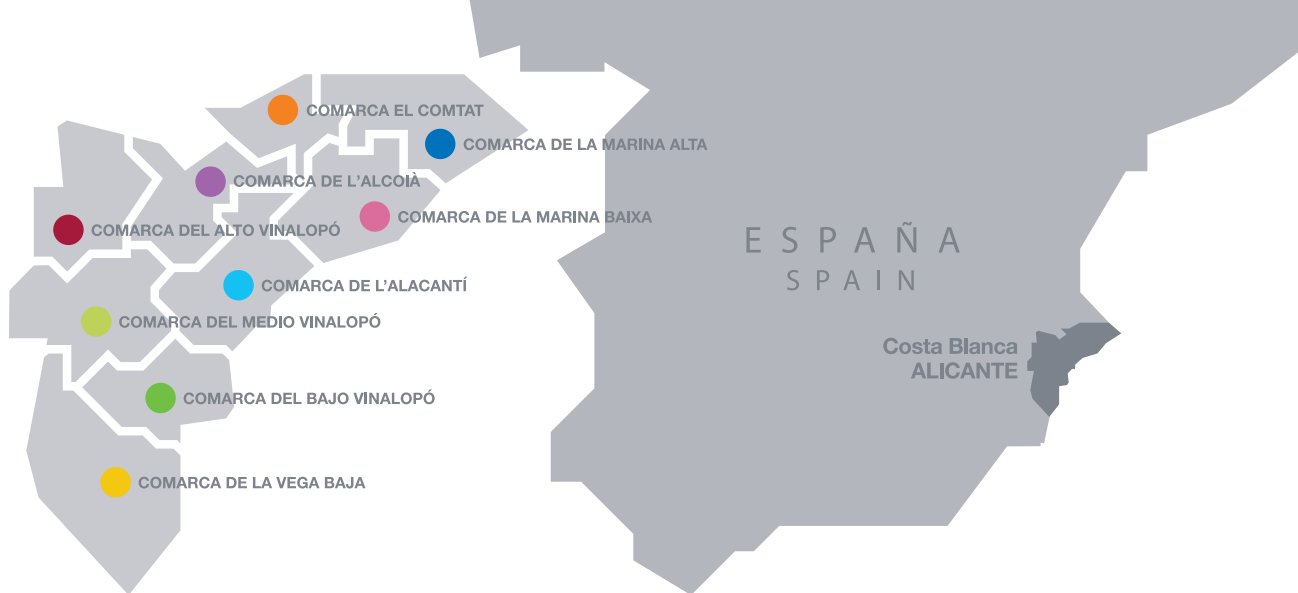 COMARCA EL COMTAT
COMARCA DE LA MARINA ALTA
COMARCA DE L'ALCOIÀ
COMARCA DE LA MARINA BAIXA
COMARCA DEL ALTO VINALOPÓ
COMARCA DE L'ALACANTÍ
COMARCA DEL MEDIO VINALOPÓ
COMARCA DEL BAJO VINALOPÓ
COMARCA DE LA VEGA BAJA
ESPAÑA
SPAIN
Costa Blanca
ALICANTE